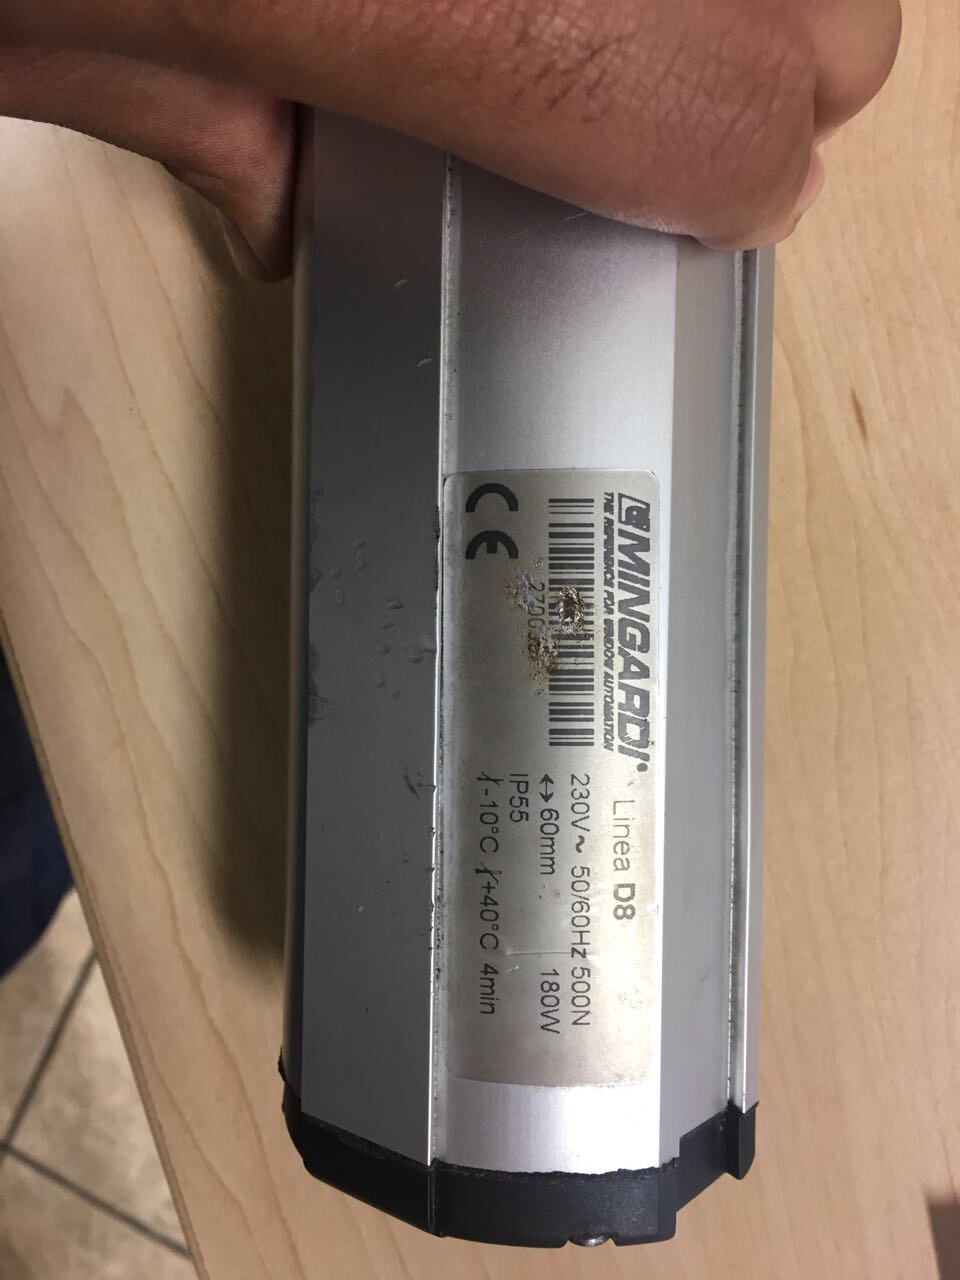 MINGARDI®
THE REFERENCE FOR WINDOW AUTOMATION
CE
Linea D8
230V~ 50/60Hz 500N
↔60mm 180W
IP55
-10°C +40°C 4min